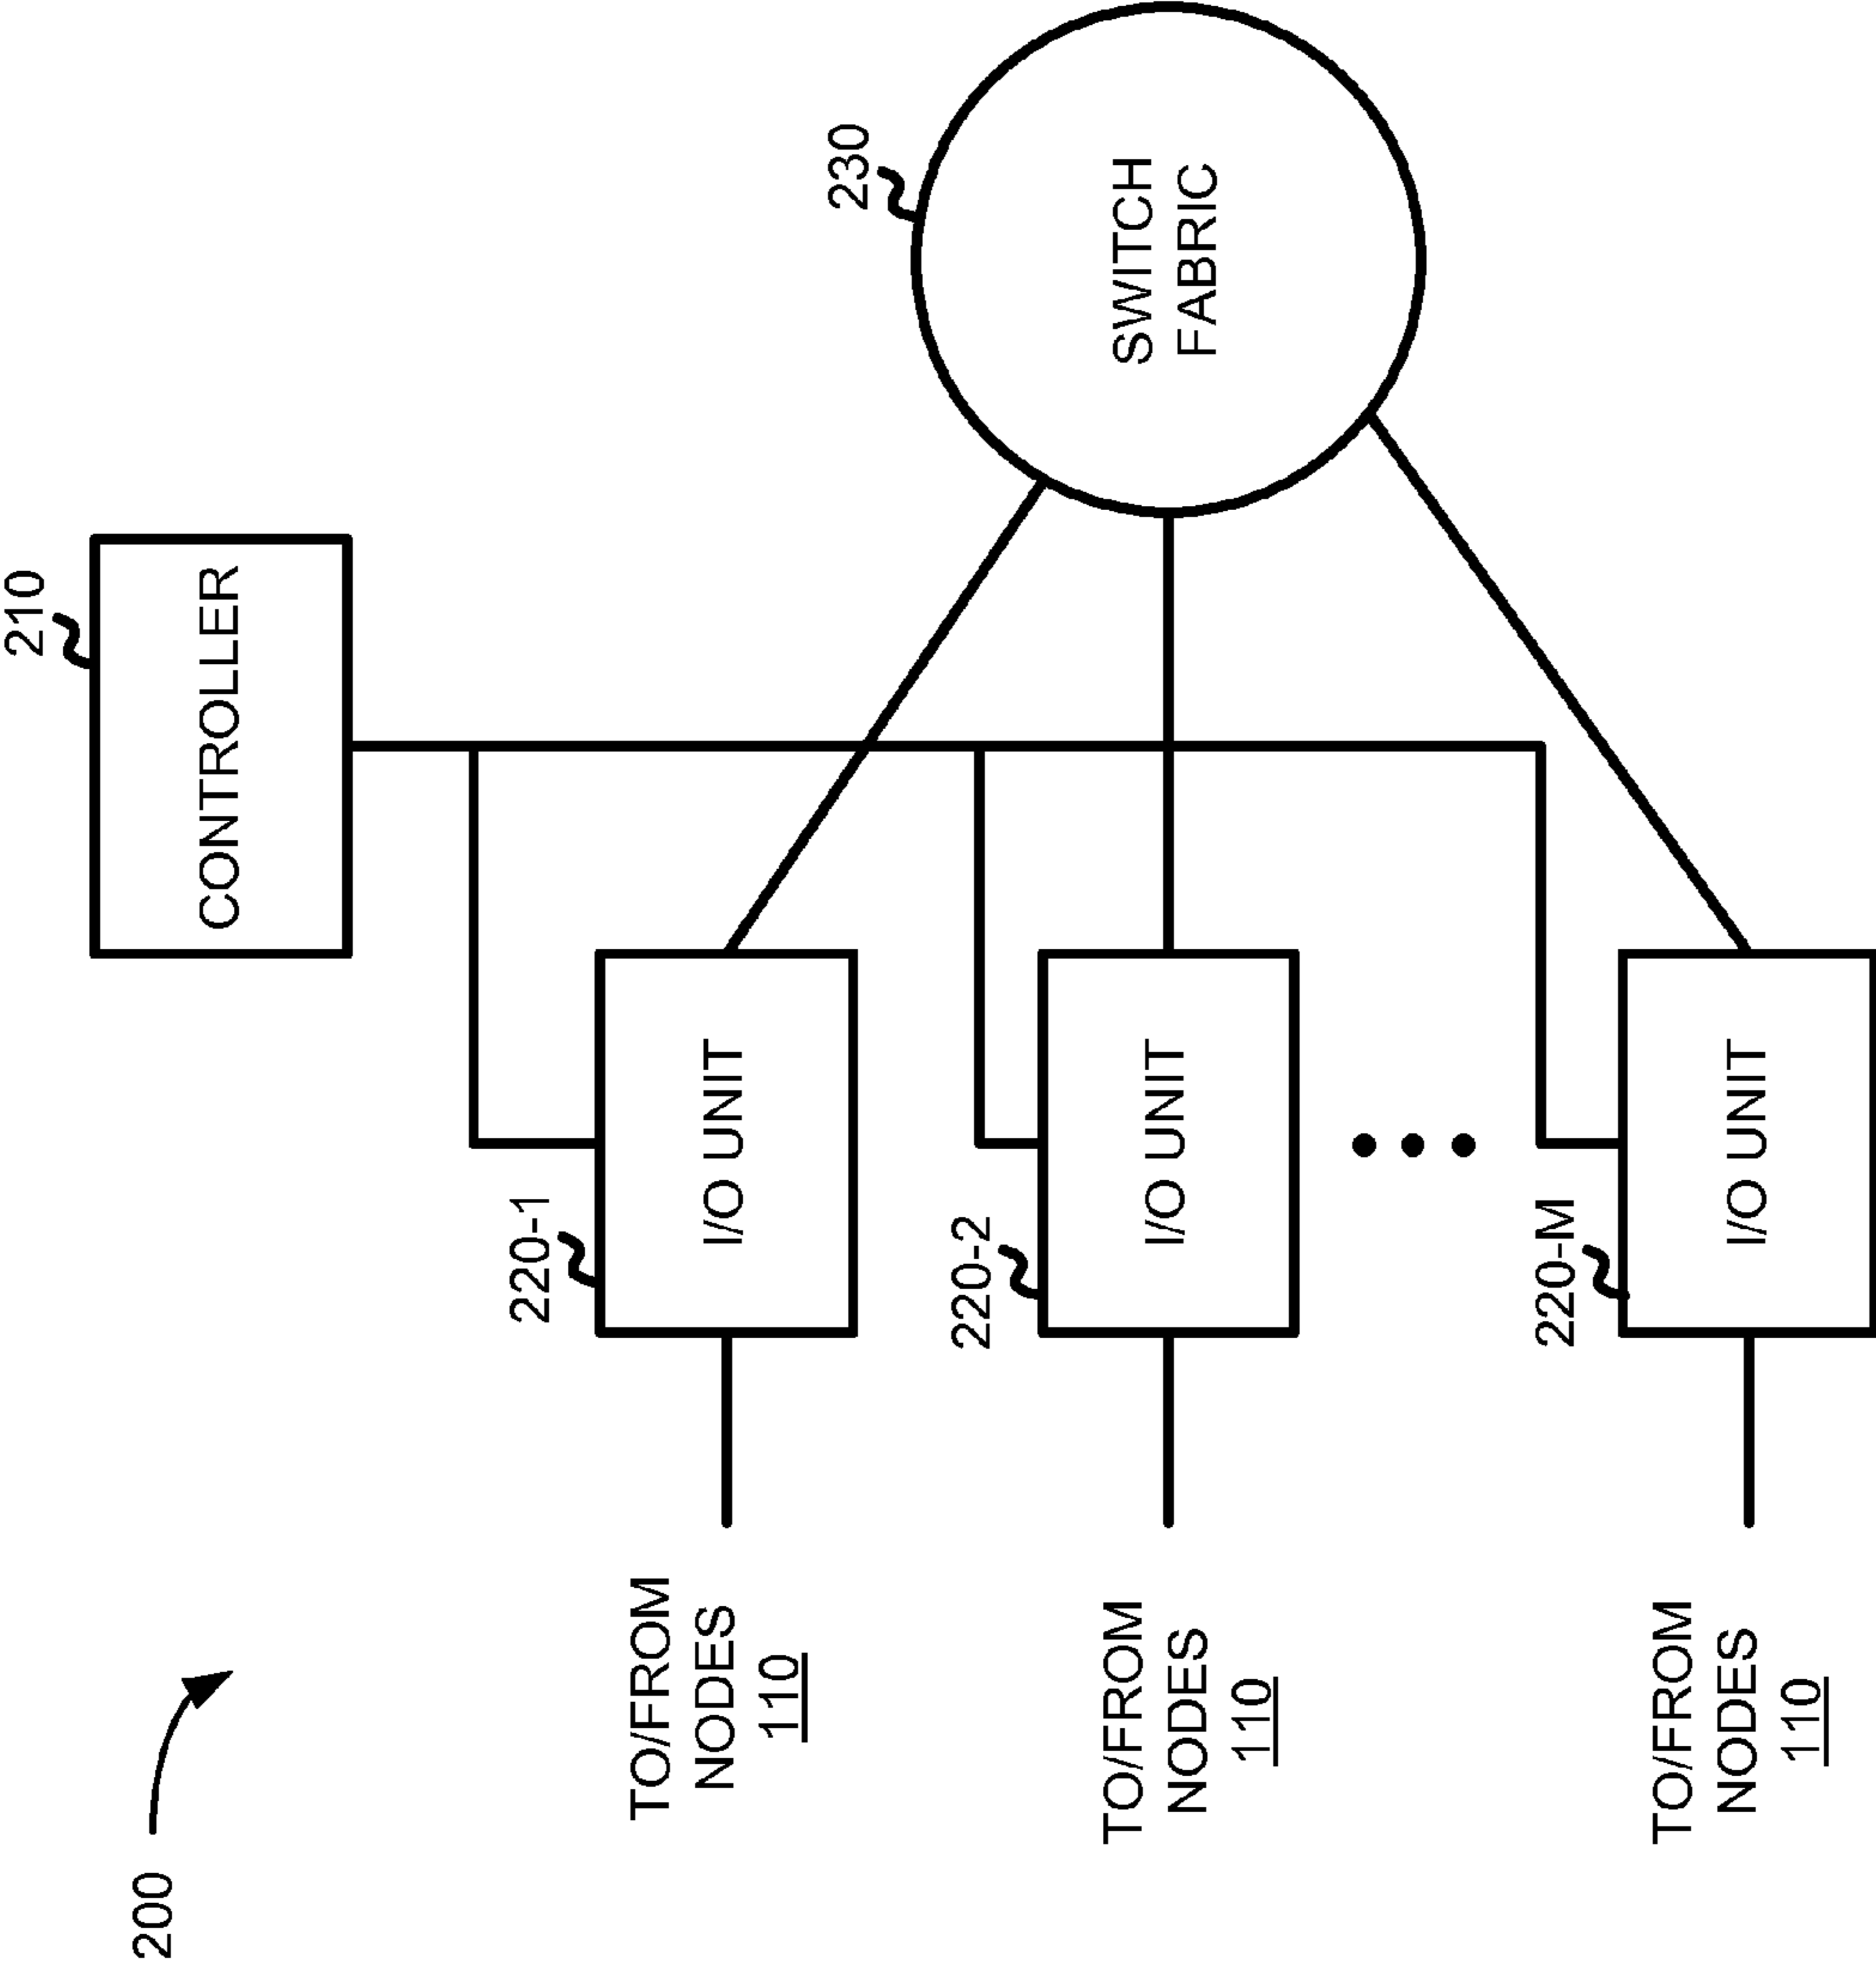 200
210
CONTROLLER
TO/FROM
NODES
110
220-1
I/O UNIT
230
SWITCH
FABRIC
TO/FROM
NODES
110
220-2
I/O UNIT
TO/FROM
NODES
110
220-M
I/O UNIT